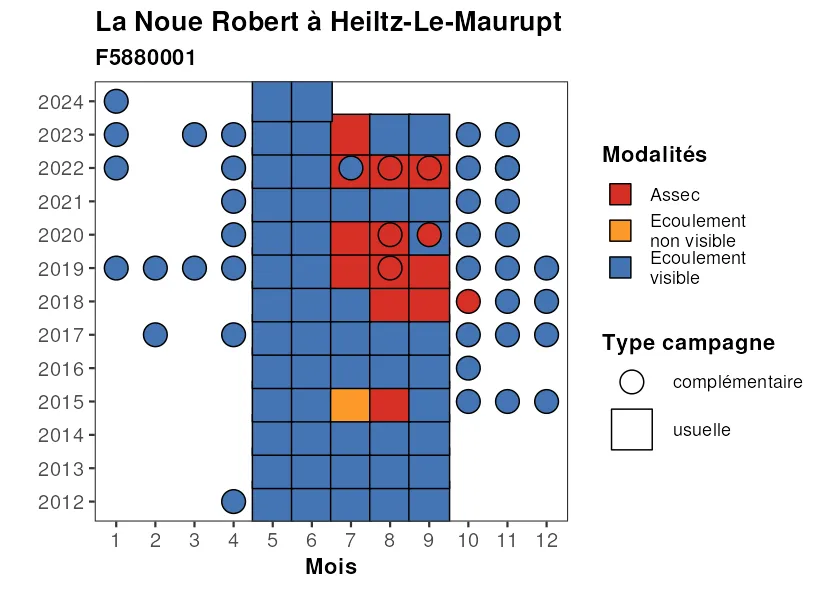 La Noue Robert à Heiltz-Le-Maurupt
F5880001
2024
2023
2022
2021
2020
2019
2018
2017
2016
2015
2014
2013
2012
1 2 3 4 5 6 7 8 9 10 11 12
Mois
Modalités
Assec
Ecoulement
non visible
Ecoulement
visible
Type campagne
complémentaire
usuelle